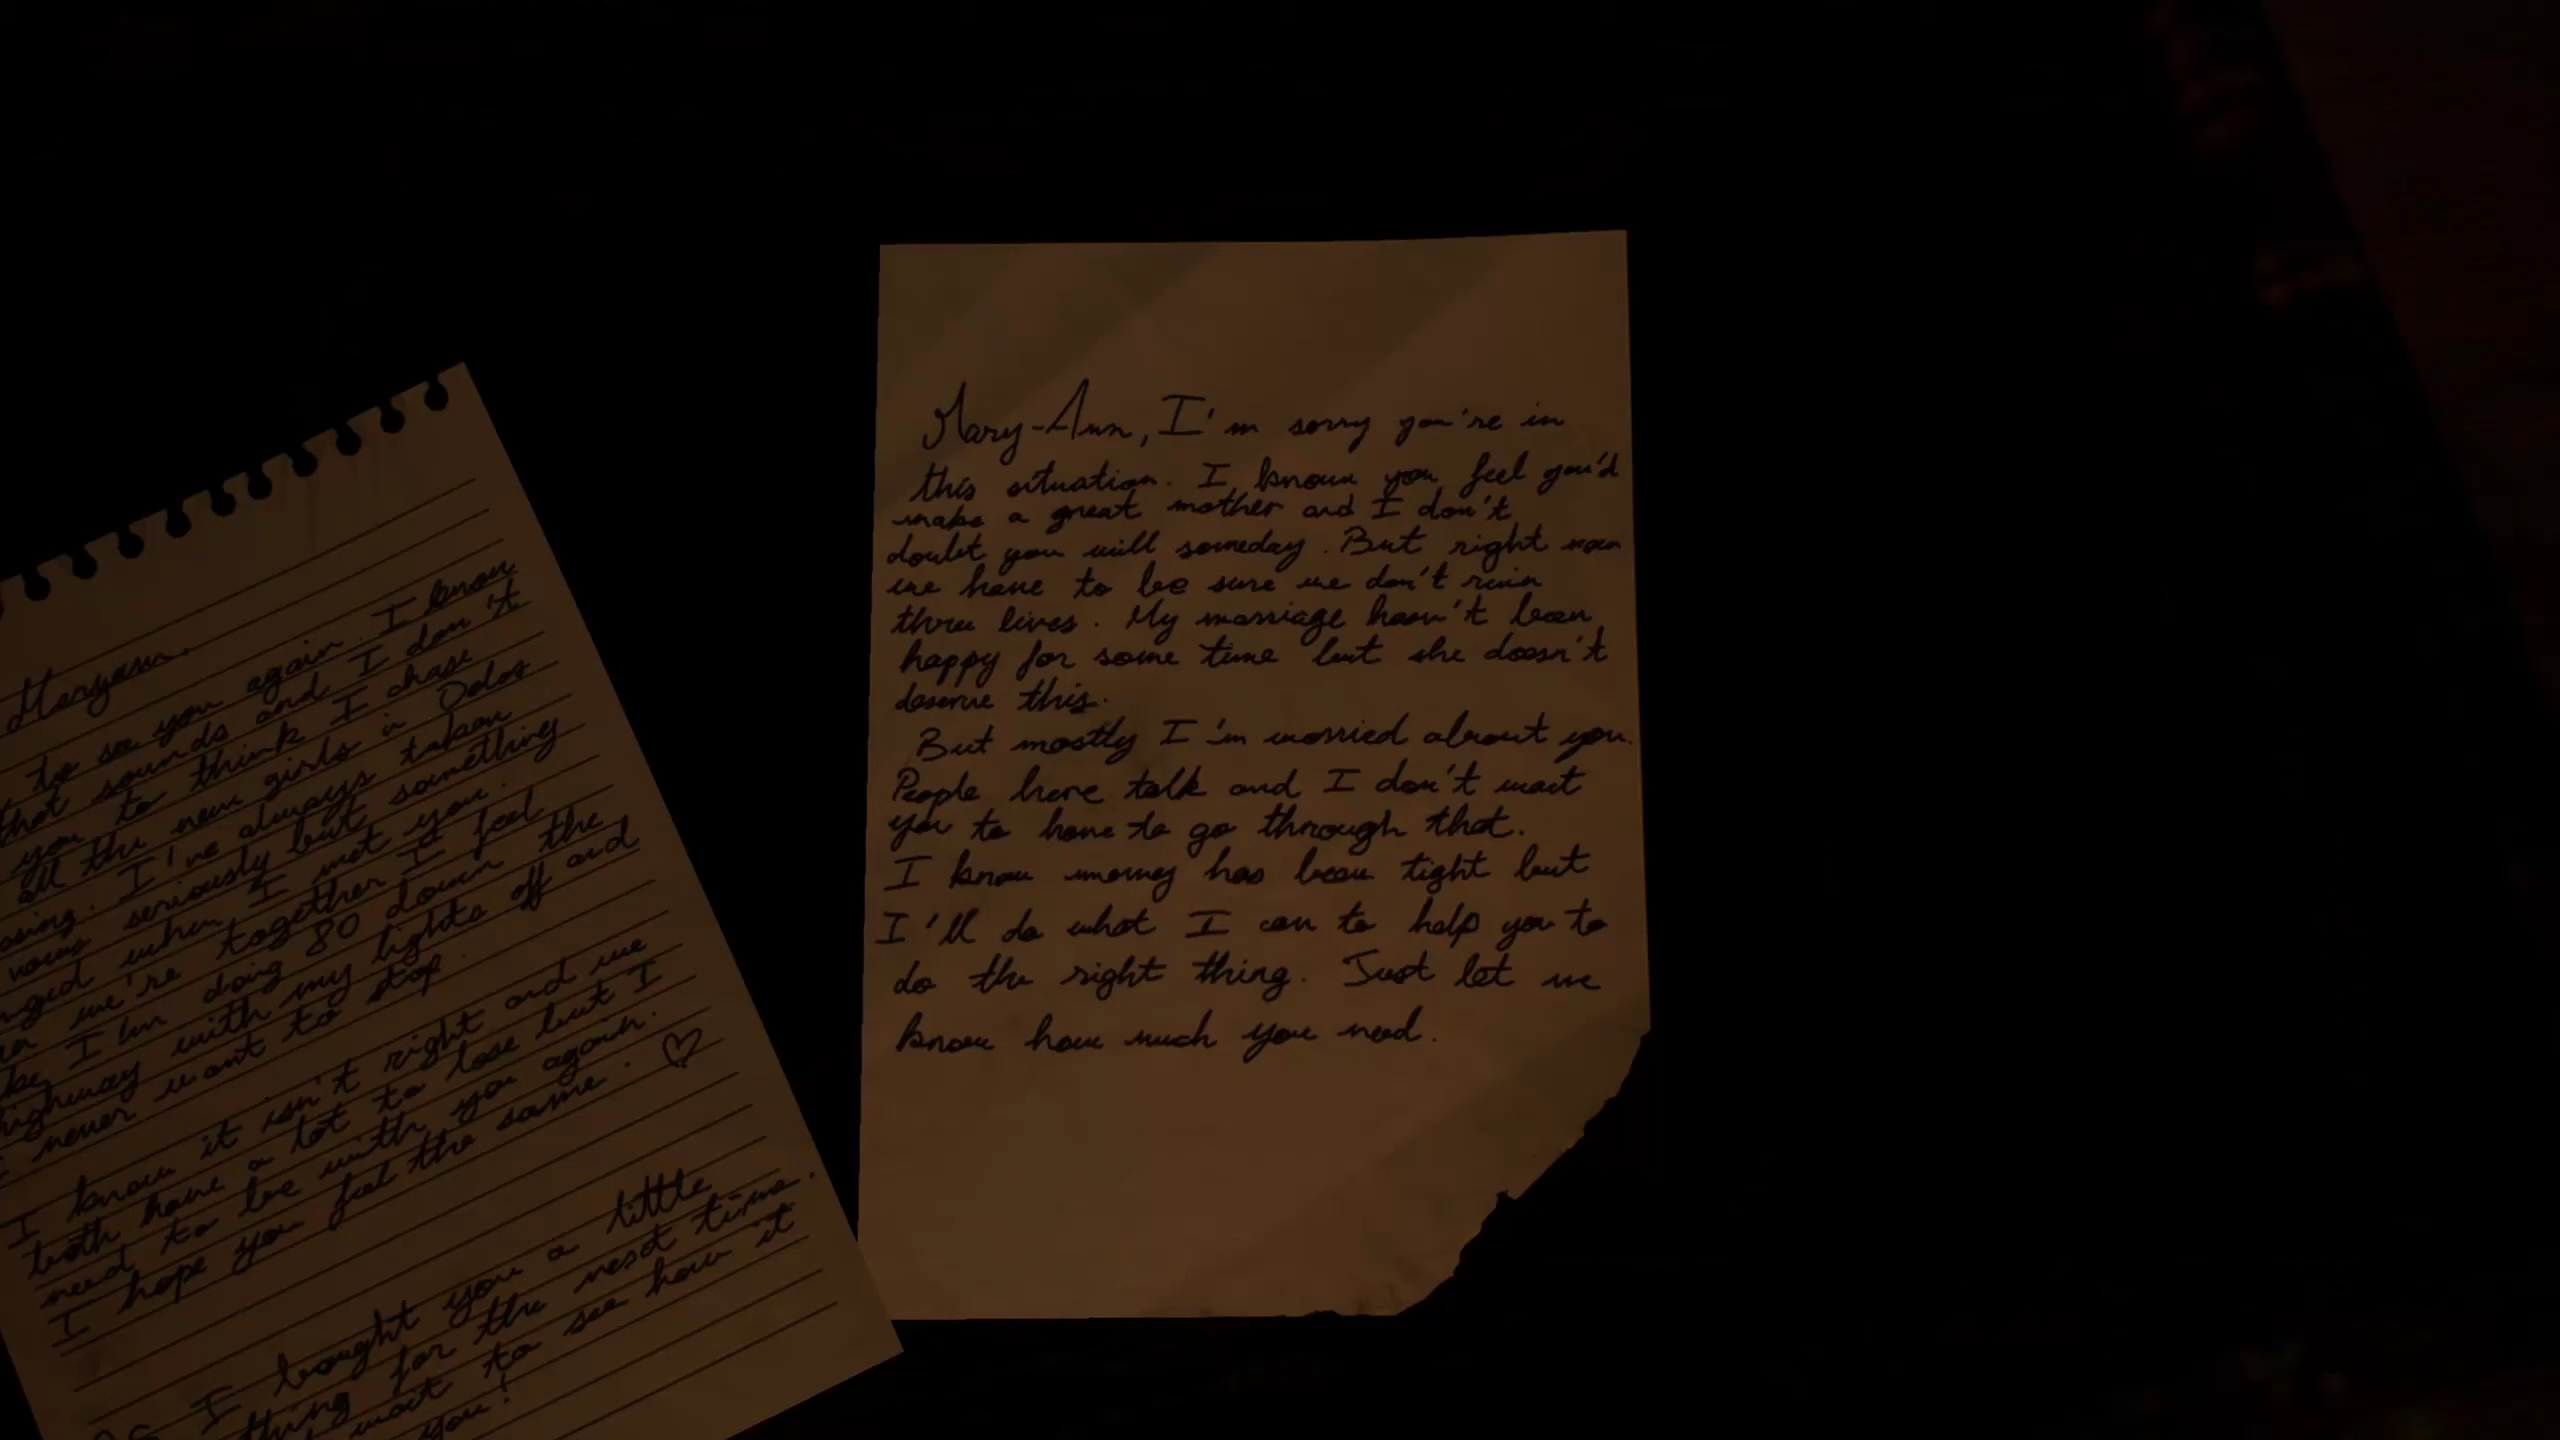 Maryann,
to see you again. I know
that sounds and I don't
you to think I chase
all the new girls in Delos
I've always taken
vows seriously but something
when I met you.
we're together I feel
I'm doing 80 down the
highway with my lights off and
never want to stop.
I know it isn't right and we
both have a lot to lose but I
need to be with you again.
I hope you feel the same. ♡
I bought you a little
thing for the next time.
wait to see how it
you!
Mary-Ann, I'm sorry you're in
this situation. I know you feel you'd
make a great mother and I don't
doubt you will someday. But right now
we have to be sure we don't ruin
three lives. My marriage hasn't been
happy for some time but she doesn't
deserve this.
But mostly I'm worried about you.
People here talk and I don't want
you to have to go through that.
I know money has been tight but
I'll do what I can to help you to
do the right thing. Just let me
know how much you need.